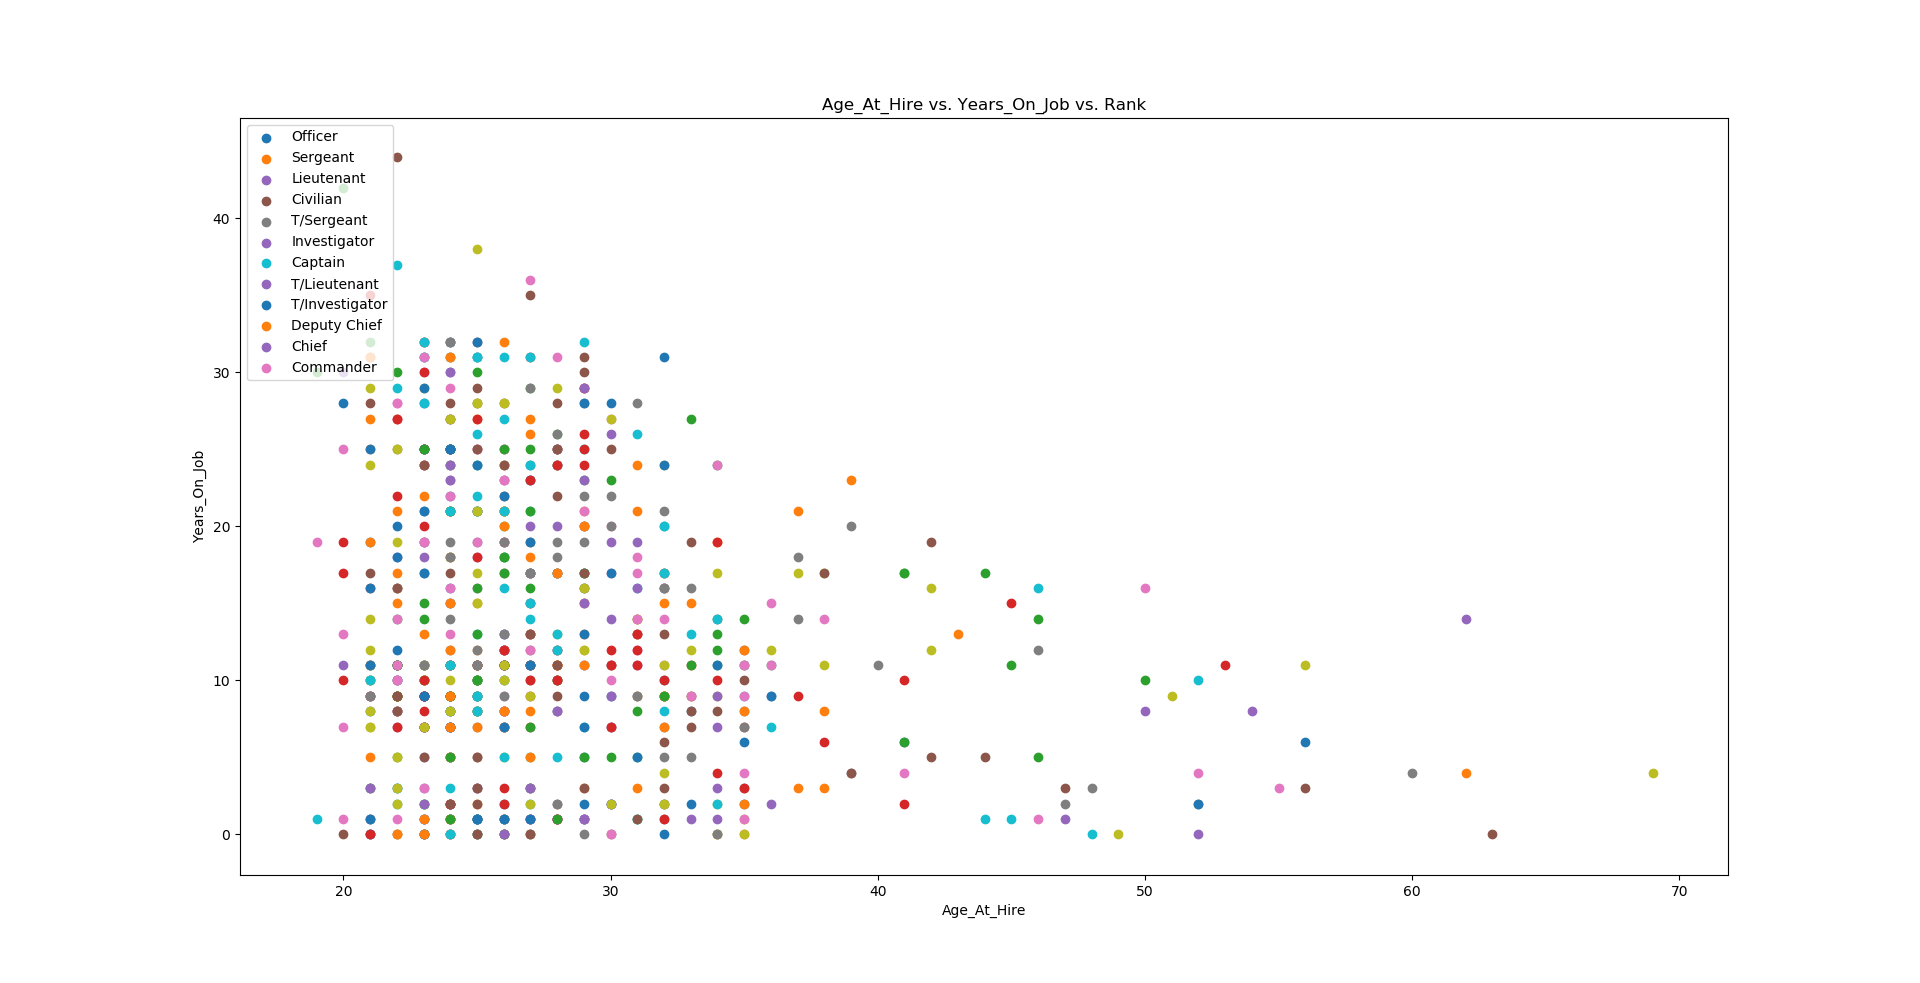 Age_At_Hire vs. Years_On_Job vs. Rank
Officer
Sergeant
Lieutenant
Civilian
T/Sergeant
Investigator
Captain
T/Lieutenant
T/Investigator
Deputy Chief
Chief
Commander
Years_On_Job
40
30
20
10
0
20 30 40 50 60 70
Age_At_Hire